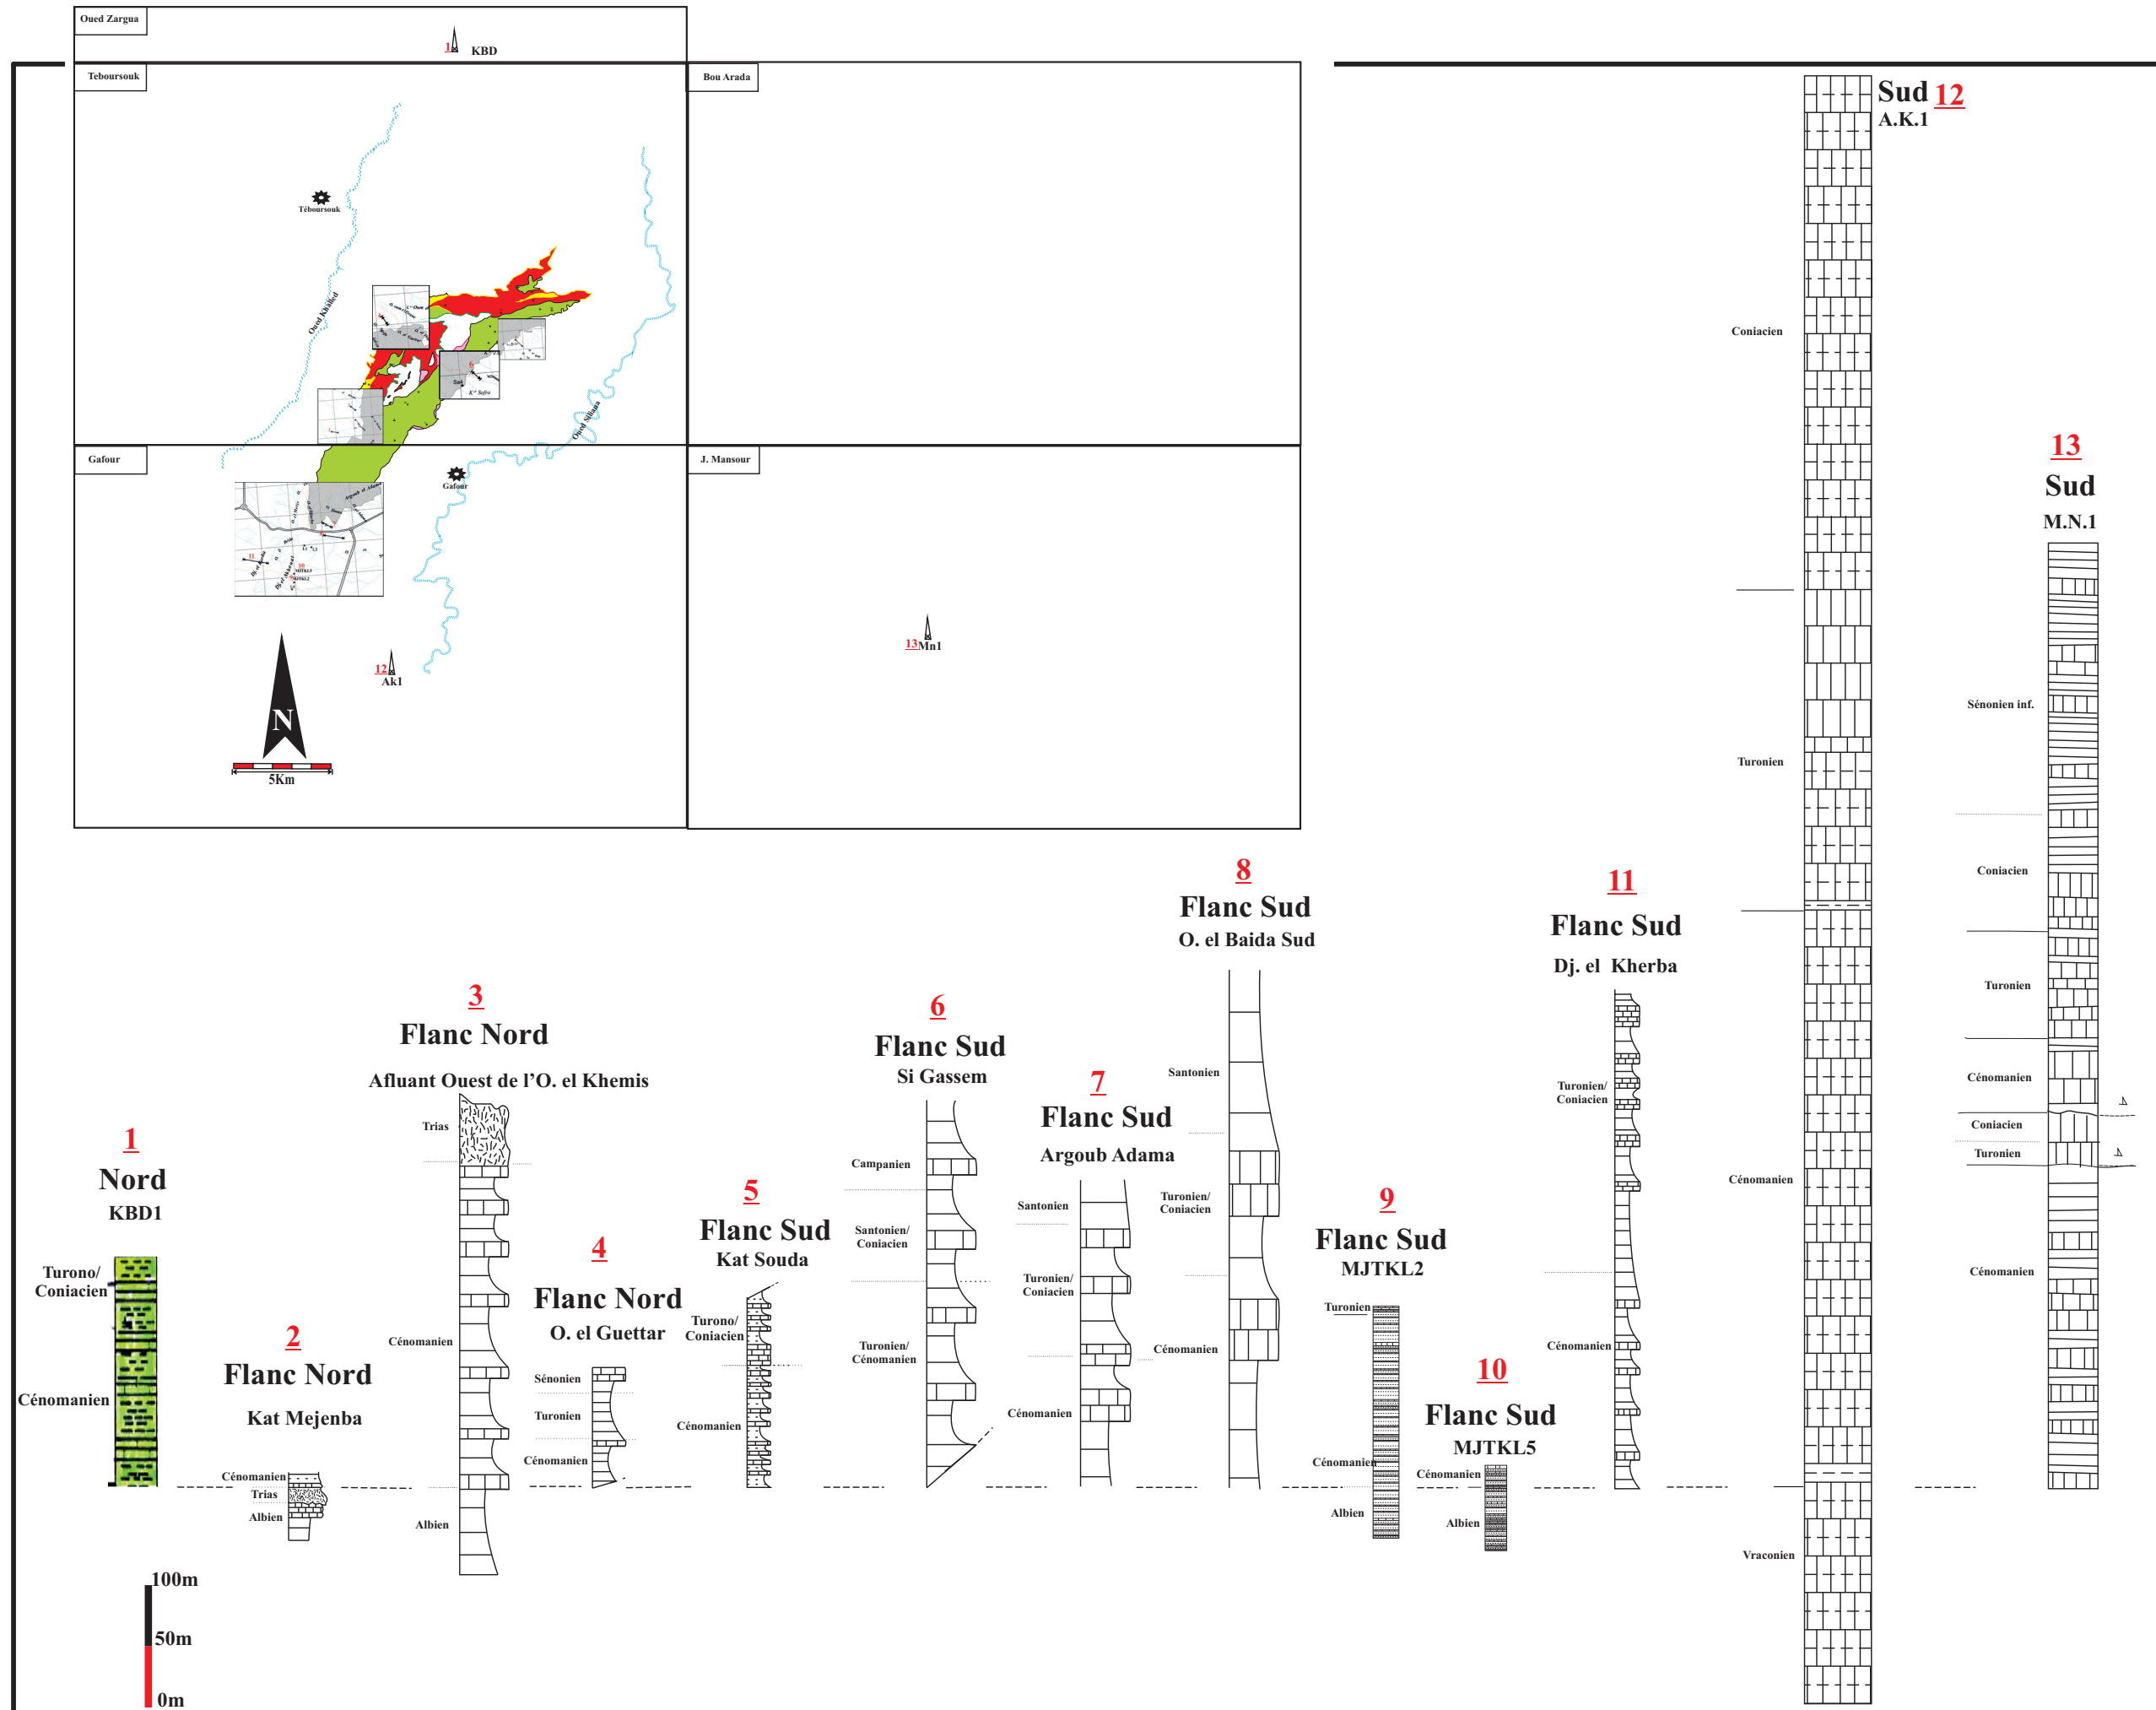 Oued Zargua
1
KBD
Teboursouk
Bou Arada
Téboursouk
Oued Khalled
Oued Siliana
6
Gafour
J. Mansour
Gafour
11
10
MJTKL5
MJTKL2
12
Ak1
13
Mn1
N
5Km
Sud 12
A.K.1
Coniacien
Turonien
Cénomanien
Vraconien
13
Sud
M.N.1
Sénonien inf.
Coniacien
Turonien
Cénomanien
Coniacien
Turonien
Cénomanien
1
Nord
KBD1
Turono/
Coniacien
Cénomanien
2
Flanc Nord
Kat Mejenba
Cénomanien
Trias
Albien
3
Flanc Nord
Afluant Ouest de l'O. el Khemis
Trias
Cénomanien
Albien
4
Flanc Nord
O. el Guettar
Sénonien
Turonien
Cénomanien
5
Flanc Sud
Kat Souda
Turono/
Coniacien
Cénomanien
6
Flanc Sud
Si Gassem
Campanien
Santonien/
Coniacien
Turonien/
Cénomanien
7
Flanc Sud
Argoub Adama
Santonien
Turonien/
Coniacien
Cénomanien
8
Flanc Sud
O. el Baida Sud
Santonien
Turonien/
Coniacien
Cénomanien
9
Flanc Sud
MJTKL2
Turonien
Cénomanien
Albien
10
Flanc Sud
MJTKL5
Cénomanien
Albien
11
Flanc Sud
Dj. el Kherba
Turonien/
Coniacien
Cénomanien
100m
50m
0m